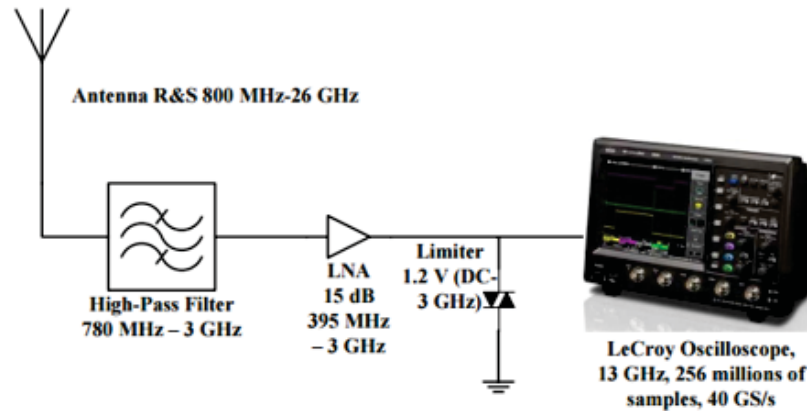 Antenna R&S 800 MHz-26 GHz
High-Pass Filter
780 MHz – 3 GHz
LNA
15 dB
395 MHz
– 3 GHz
Limiter
1.2 V (DC-
3 GHz)
LeCroy Oscilloscope,
13 GHz, 256 millions of
samples, 40 GS/s